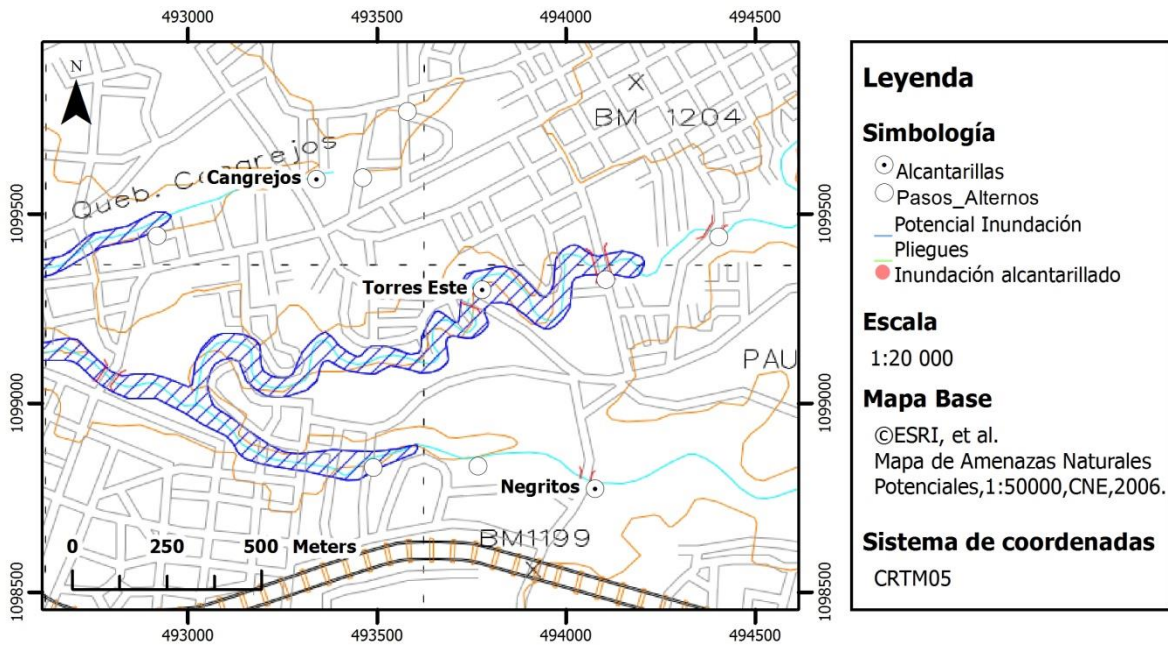 493000 493500 494000 494500
N
BM 1204
Queb. Cangrejos
Cangrejos
Torres Este
PAU
Negritos
BM1199
0 250 500 Meters
1099500
1099000
1098500
1099500
1099000
1098500
493000 493500 494000 494500
Leyenda
Simbología
Alcantarillas
Pasos_Alternos
Potencial Inundación
Pliegues
Inundación alcantarillado
Escala
1:20 000
Mapa Base
©ESRI, et al.
Mapa de Amenazas Naturales
Potenciales,1:50000,CNE,2006.
Sistema de coordenadas
CRTM05